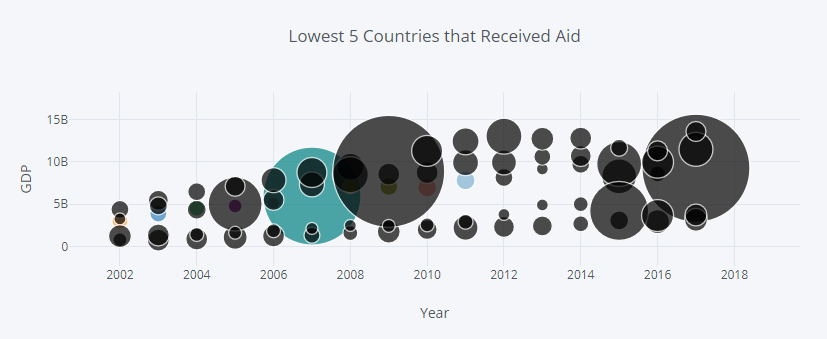 Lowest 5 Countries that Received Aid
15B
10B
5B
0
GDP
2002 2004 2006 2008 2010 2012 2014 2016 2018
Year